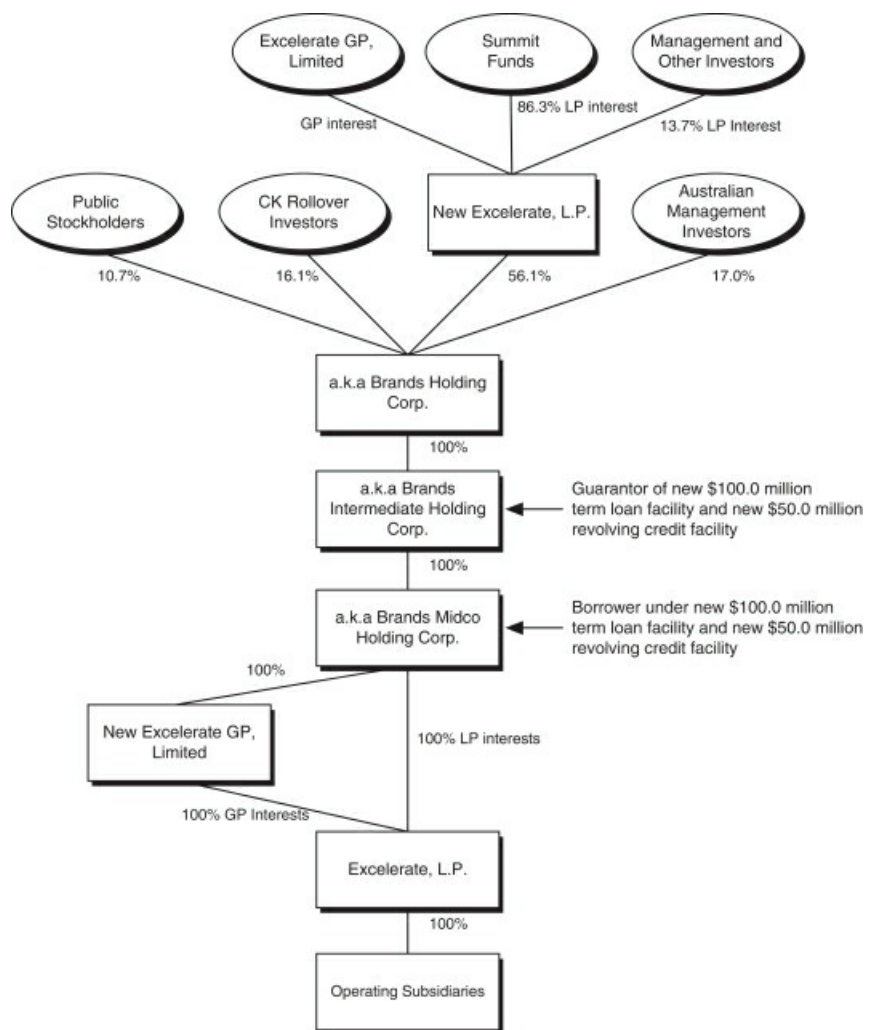 Excelerate GP,
Limited
Summit
Funds
Management and
Other Investors
GP interest
86.3% LP interest
13.7% LP Interest
Public
Stockholders
CK Rollover
Investors
New Excelerate, L.P.
Australian
Management
Investors
10.7%
16.1%
56.1%
17.0%
a.k.a Brands Holding
Corp.
100%
a.k.a Brands
Intermediate Holding
Corp.
Guarantor of new $100.0 million
term loan facility and new $50.0 million
revolving credit facility
100%
a.k.a Brands Midco
Holding Corp.
Borrower under new $100.0 million
term loan facility and new $50.0 million
revolving credit facility
100%
New Excelerate GP,
Limited
100% LP interests
100% GP Interests
Excelerate, L.P.
100%
Operating Subsidiaries